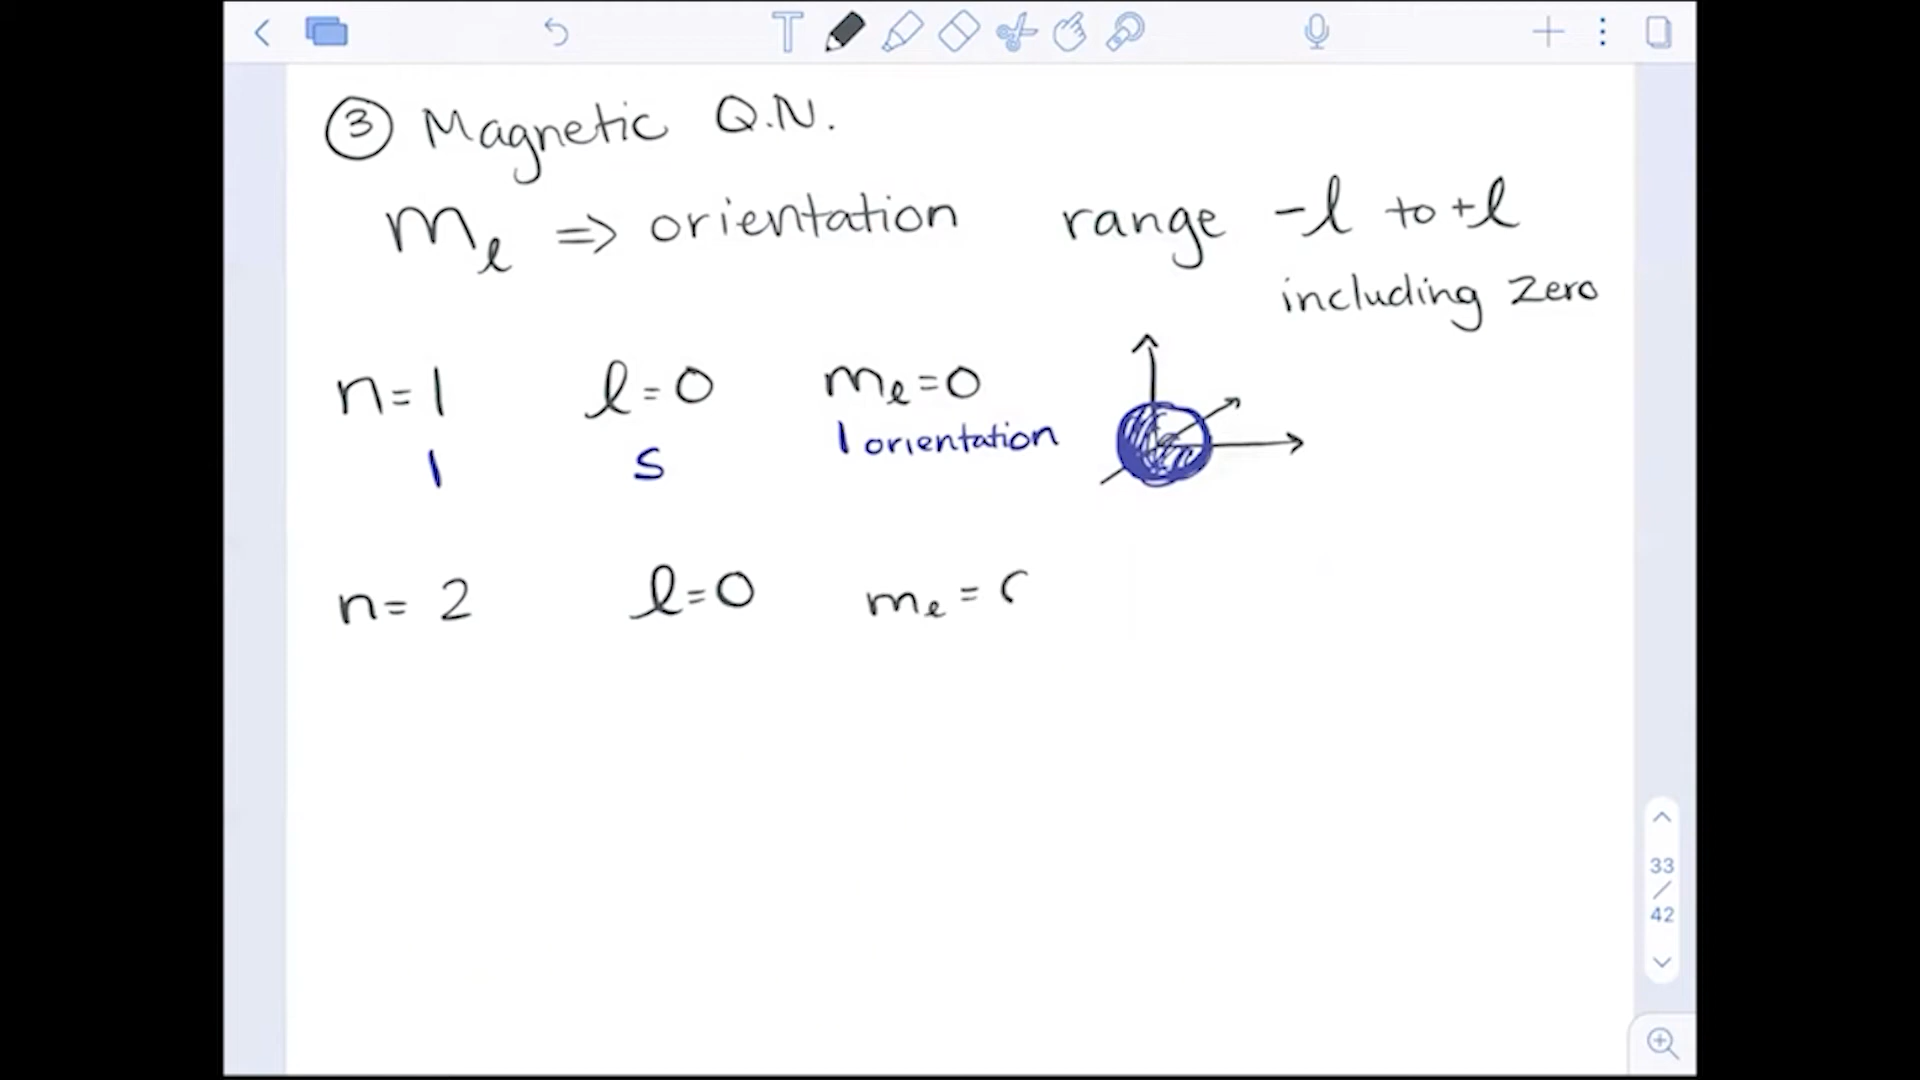 ③ Magnetic Q.N.
mₗ ⇒ orientation range -l to +l
including zero
n=1 l=0 mₗ=0
1 s 1 orientation
n= 2 l=0 mₗ =
33
/
42